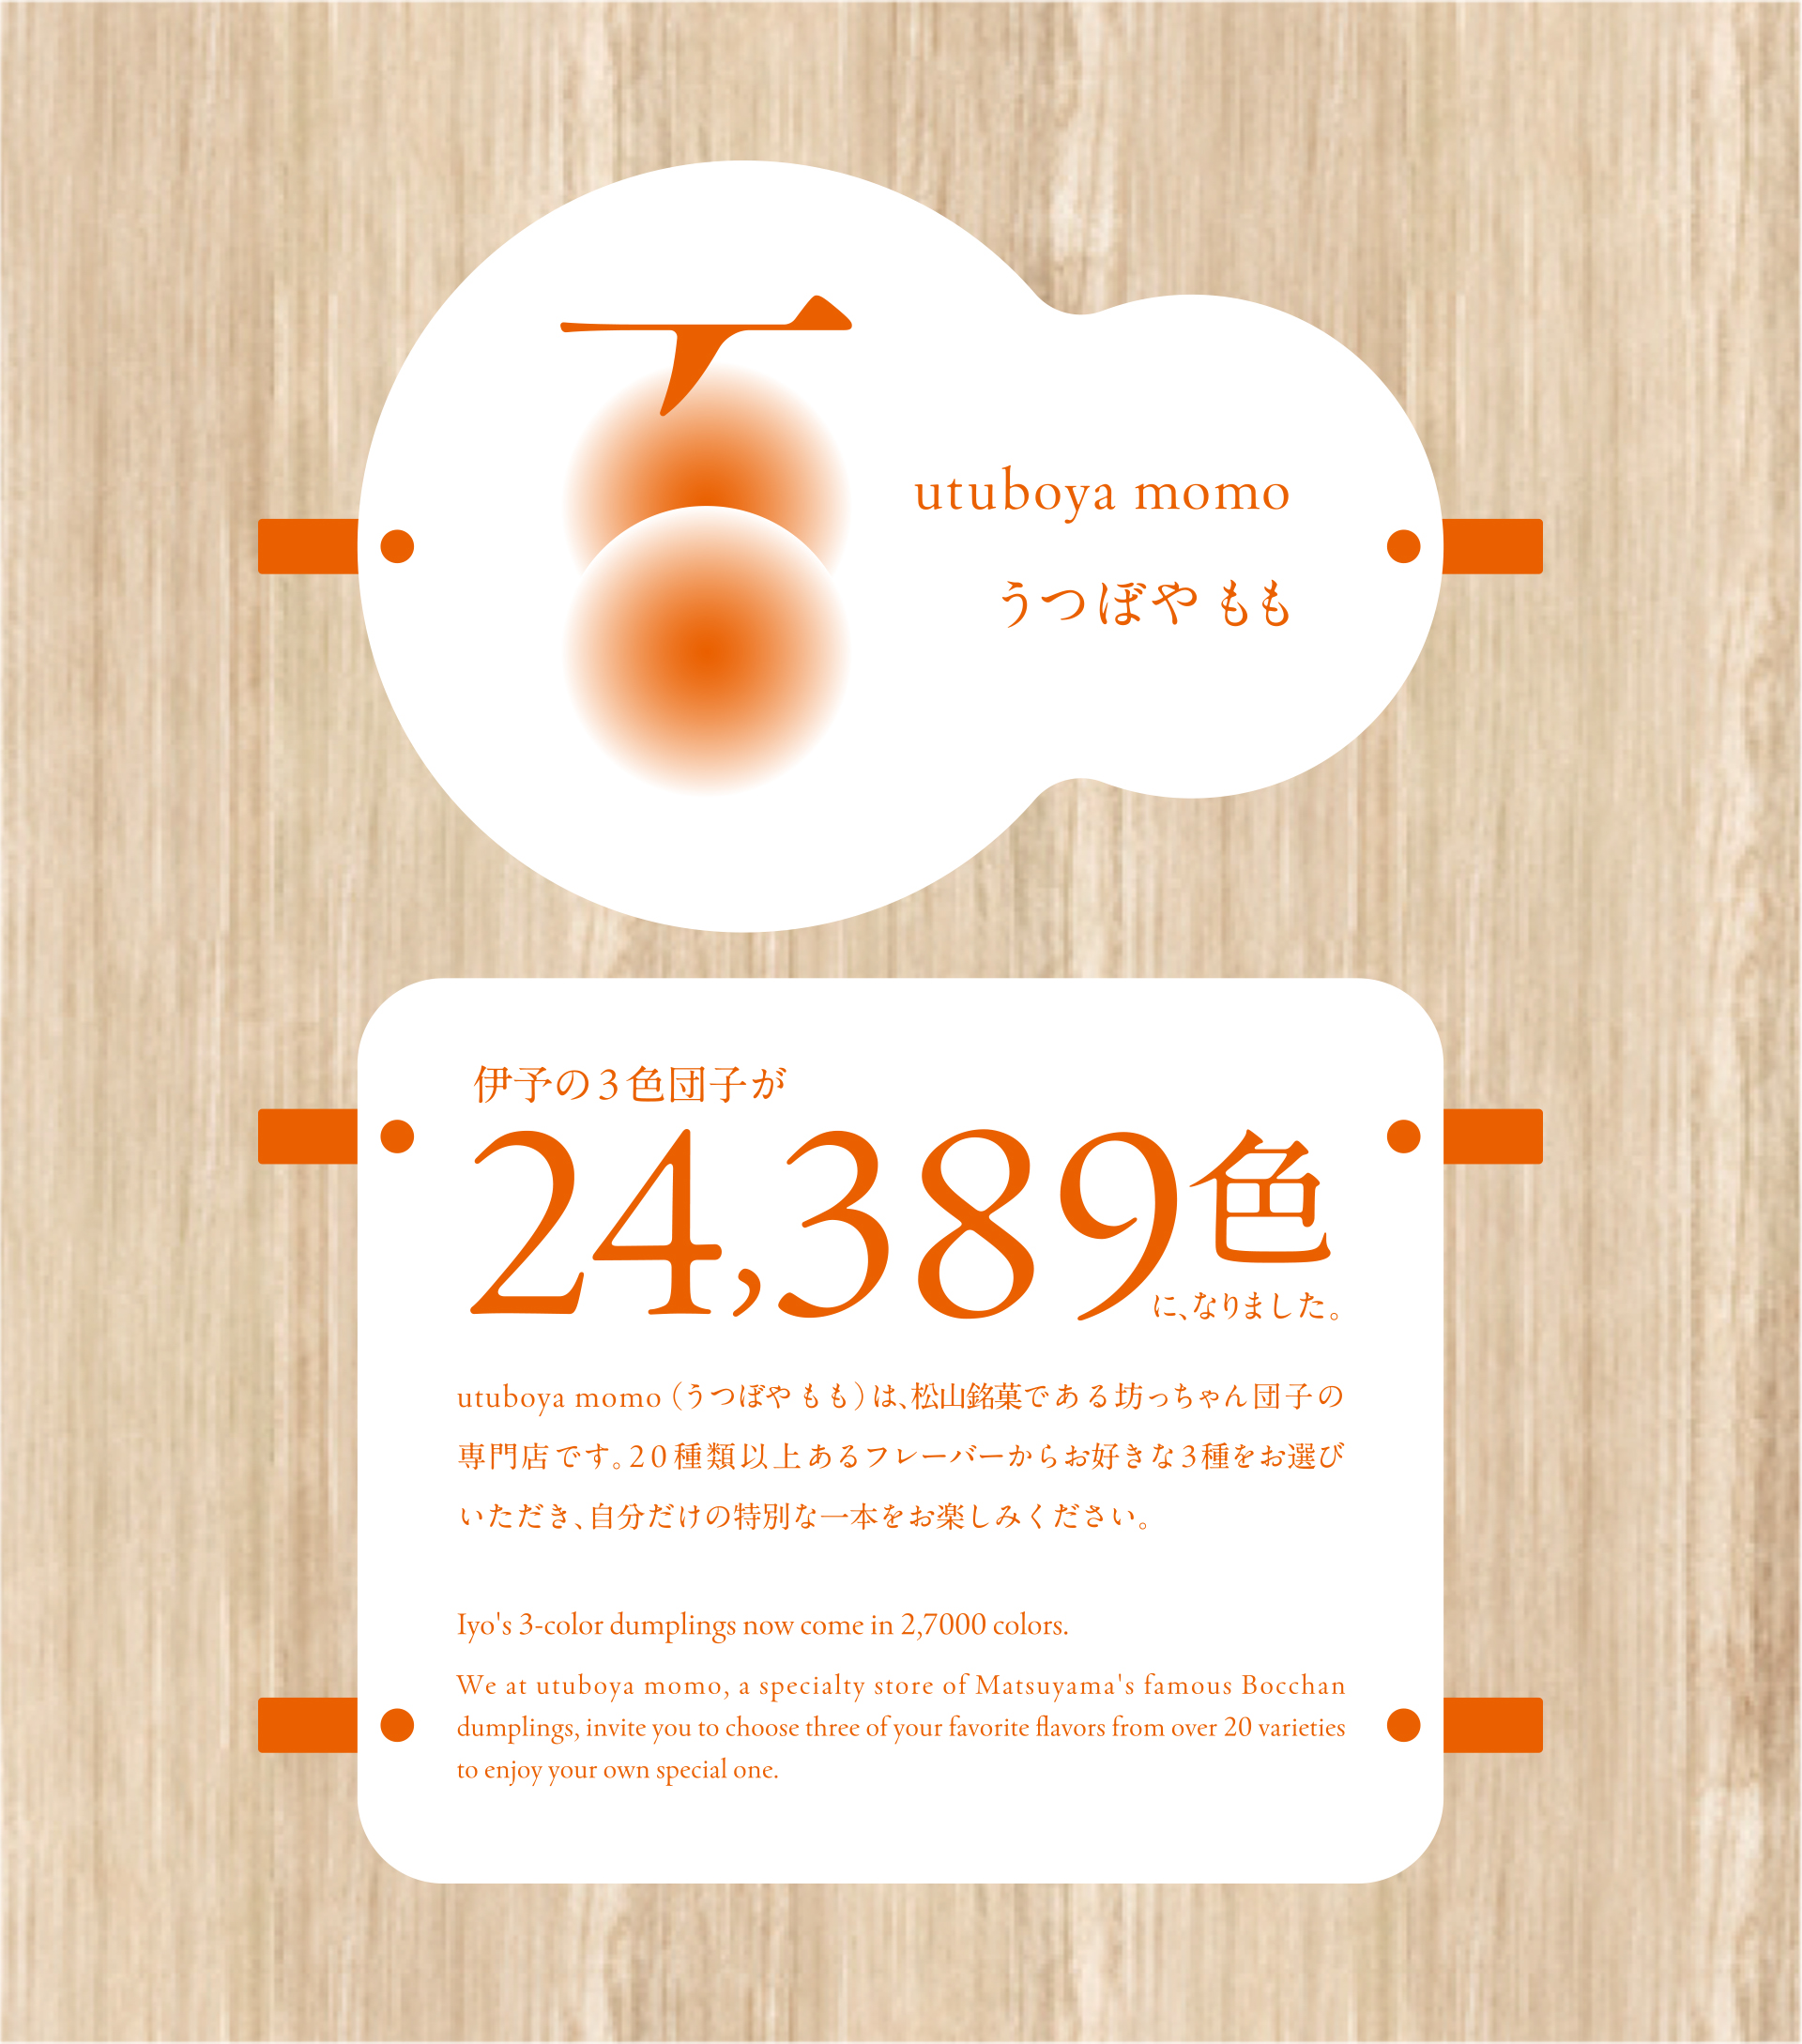 utuboya momo
うつぼや もも
伊予の3色団子が
24,389色
に、なりました。
utuboya momo（うつぼや もも）は、松山銘菓である坊っちゃん団子の
専門店です。20種類以上あるフレーバーからお好きな3種をお選び
いただき、自分だけの特別な一本をお楽しみください。
Iyo's 3-color dumplings now come in 2,7000 colors.
We at utuboya momo, a specialty store of Matsuyama's famous Bocchan
dumplings, invite you to choose three of your favorite flavors from over 20 varieties
to enjoy your own special one.